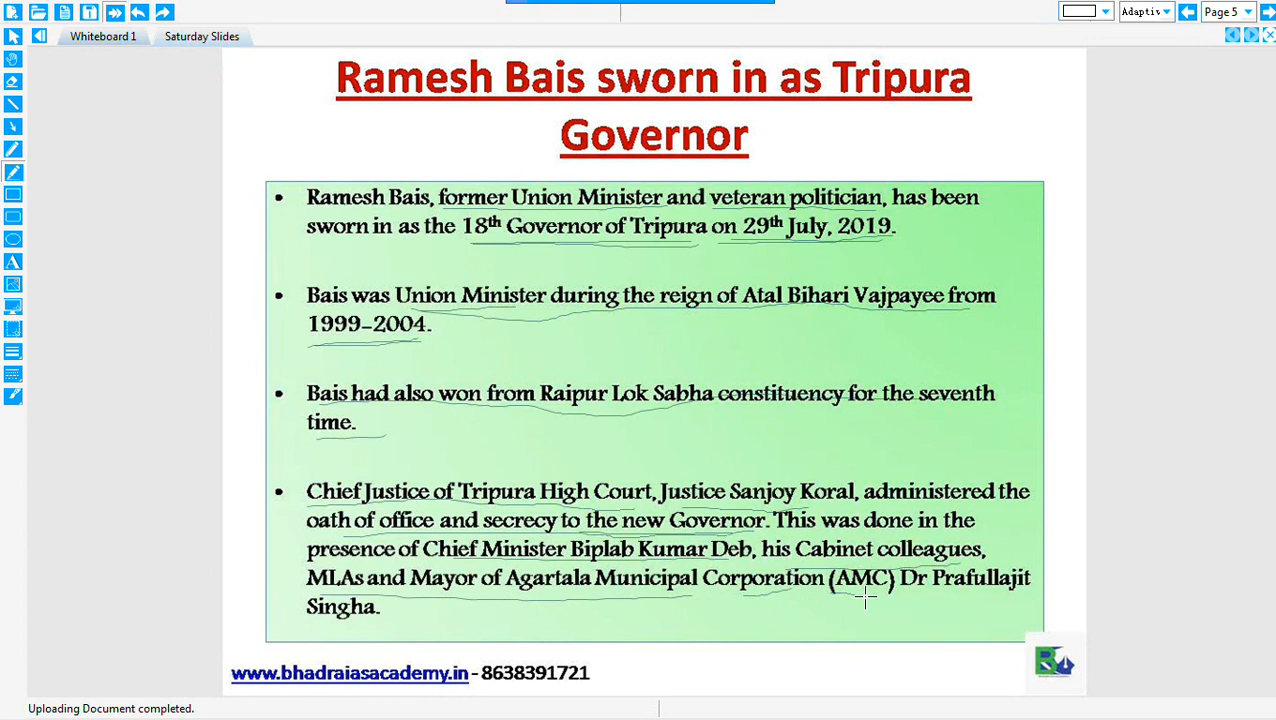 Adaptiv
Page 5
Whiteboard 1
Saturday Slides
Ramesh Bais sworn in as Tripura
Governor
• Ramesh Bais, former Union Minister and veteran politician, has been
sworn in as the 18th Governor of Tripura on 29th July, 2019.
• Bais was Union Minister during the reign of Atal Bihari Vajpayee from
1999-2004.
• Bais had also won from Raipur Lok Sabha constituency for the seventh
time.
• Chief Justice of Tripura High Court, Justice Sanjoy Koral, administered the
oath of office and secrecy to the new Governor. This was done in the
presence of Chief Minister Biplab Kumar Deb, his Cabinet colleagues,
MLAs and Mayor of Agartala Municipal Corporation (AMC) Dr Prafullajit
Singha.
www.bhadraiasacademy.in - 8638391721
Uploading Document completed.